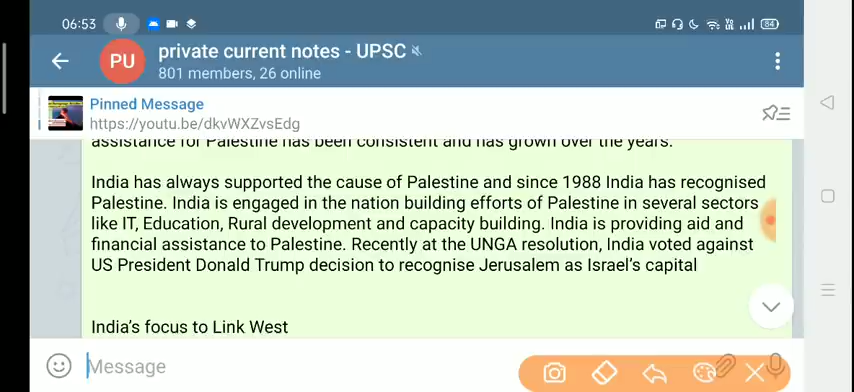 06:53
84
PU
private current notes - UPSC
801 members, 26 online
Pinned Message
https://youtu.be/dkvWXZvsEdg
assistance for Palestine has been consistent and has grown over the years.
India has always supported the cause of Palestine and since 1988 India has recognised
Palestine. India is engaged in the nation building efforts of Palestine in several sectors
like IT, Education, Rural development and capacity building. India is providing aid and
financial assistance to Palestine. Recently at the UNGA resolution, India voted against
US President Donald Trump decision to recognise Jerusalem as Israel's capital
India's focus to Link West
Message